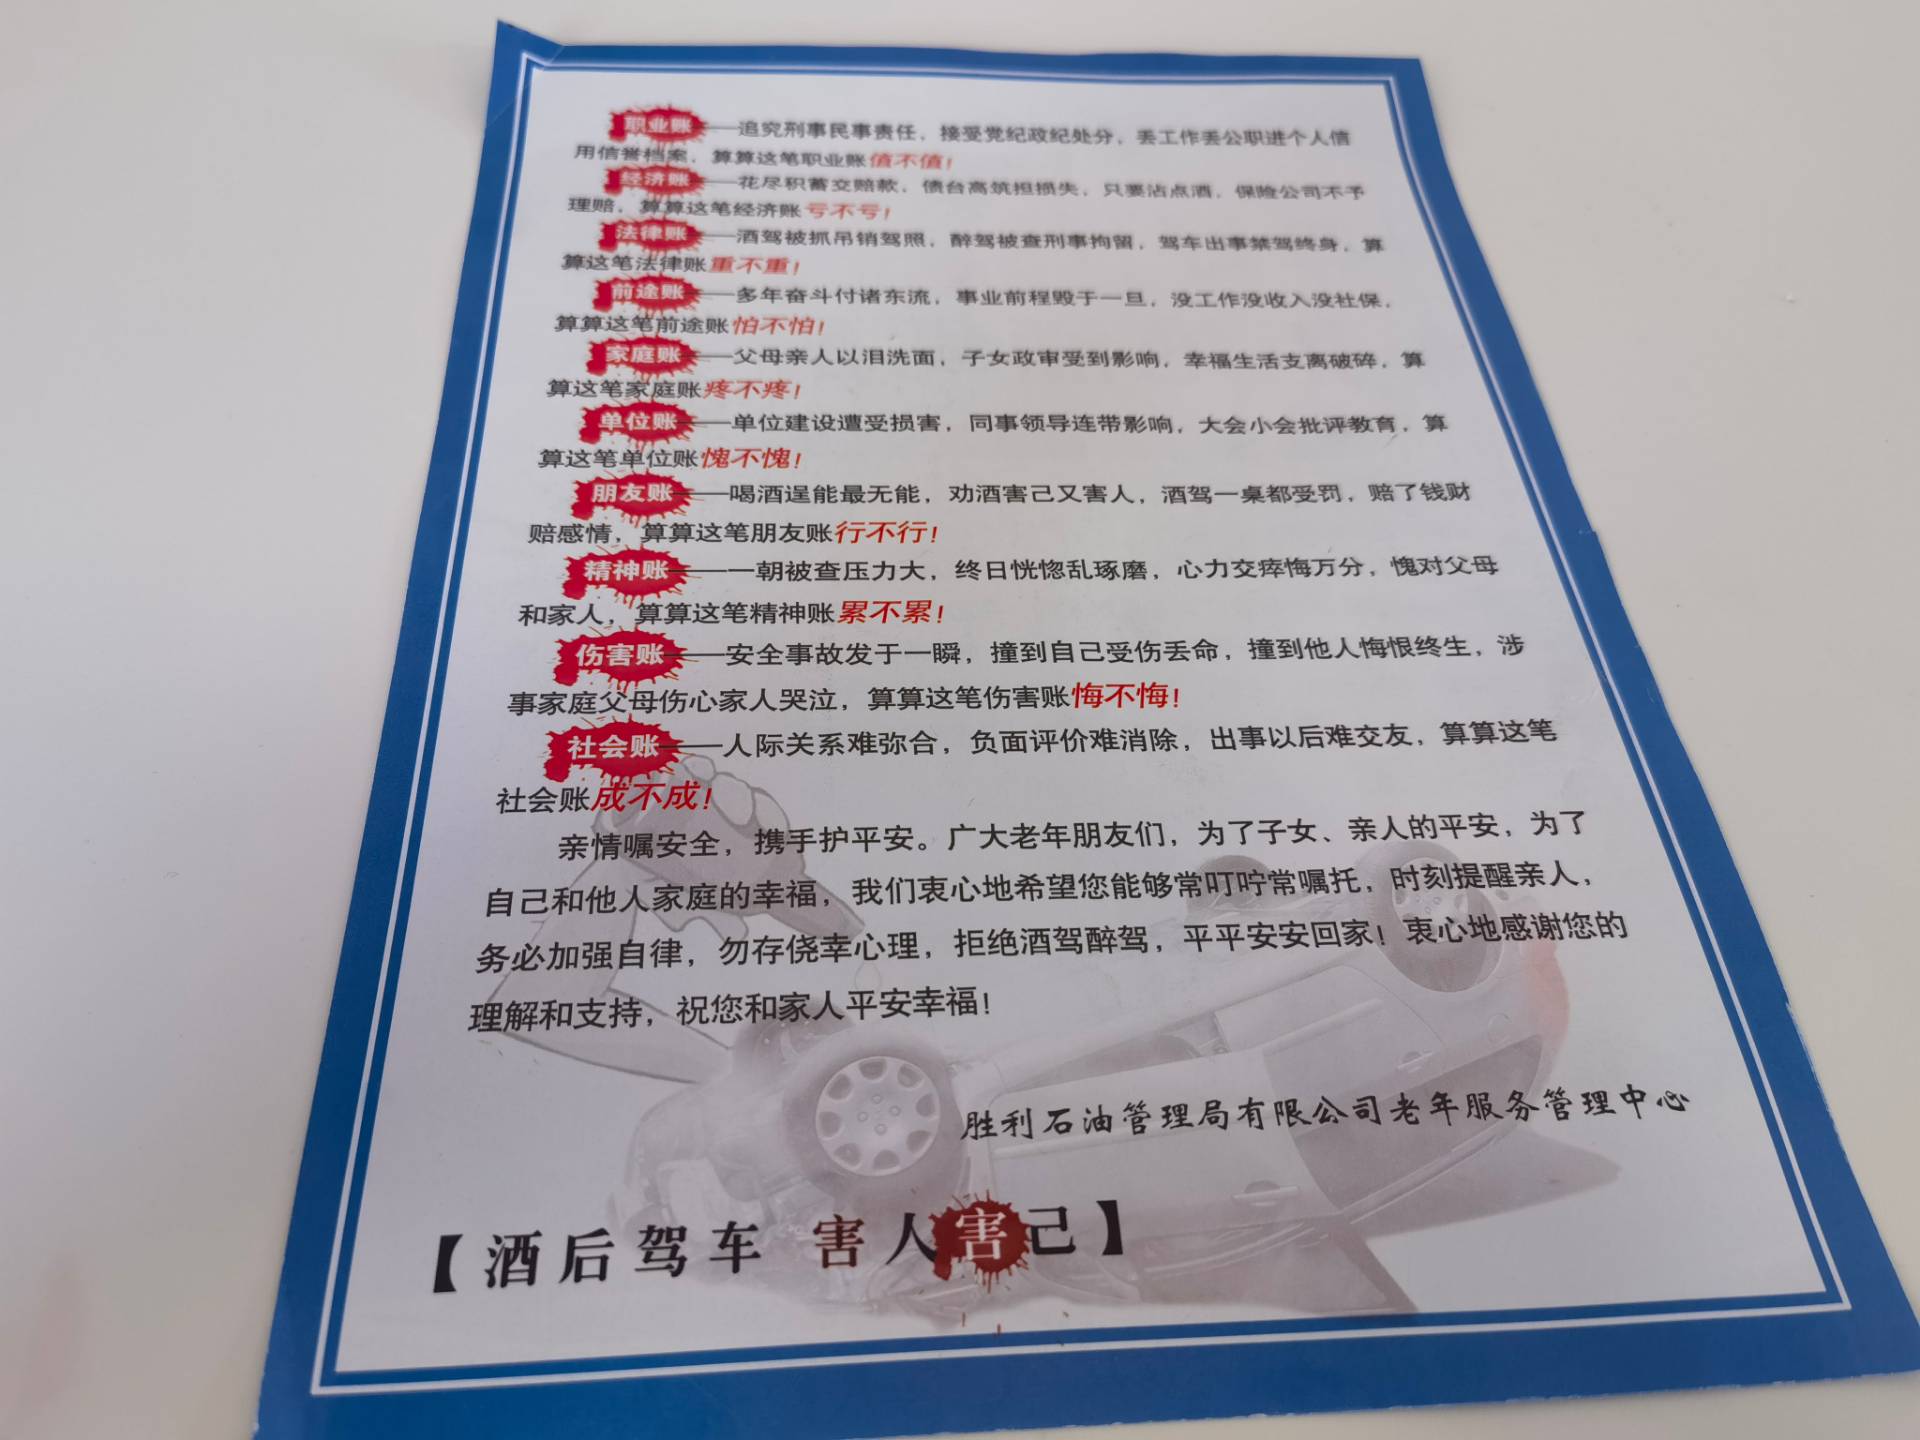 职业账——追究刑事民事责任，接受党纪政纪处分，丢工作丢公职进个人信
用信誉档案，算算这笔职业账值不值！
经济账——花尽积蓄交赔款，债台高筑担损失，只要沾点酒，保险公司不予
理赔，算算这笔经济账亏不亏！
法律账——酒驾被抓吊销驾照，醉驾被查刑事拘留，驾车出事禁驾终身，算
算这笔法律账重不重！
前途账——多年奋斗付诸东流，事业前程毁于一旦，没工作没收入没社保，
算算这笔前途账怕不怕！
家庭账——父母亲人以泪洗面，子女政审受到影响，幸福生活支离破碎，算
算这笔家庭账疼不疼！
单位账——单位建设遭受损害，同事领导连带影响，大会小会批评教育，算
算这笔单位账愧不愧！
朋友账——喝酒逞能最无能，劝酒害己又害人，酒驾一桌都受罚，赔了钱财
赔感情，算算这笔朋友账行不行！
精神账——一朝被查压力大，终日恍惚乱琢磨，心力交瘁悔万分，愧对父母
和家人，算算这笔精神账累不累！
伤害账——安全事故发于一瞬，撞到自己受伤丢命，撞到他人悔恨终生，涉
事家庭父母伤心家人哭泣，算算这笔伤害账悔不悔！
社会账——人际关系难弥合，负面评价难消除，出事以后难交友，算算这笔
社会账成不成！
亲情嘱安全，携手护平安。广大老年朋友们，为了子女、亲人的平安，为了
自己和他人家庭的幸福，我们衷心地希望您能够常叮咛常嘱托，时刻提醒亲人，
务必加强自律，勿存侥幸心理，拒绝酒驾醉驾，平平安安回家！衷心地感谢您的
理解和支持，祝您和家人平安幸福！
胜利石油管理局有限公司老年服务管理中心
【酒后驾车 害人害己】